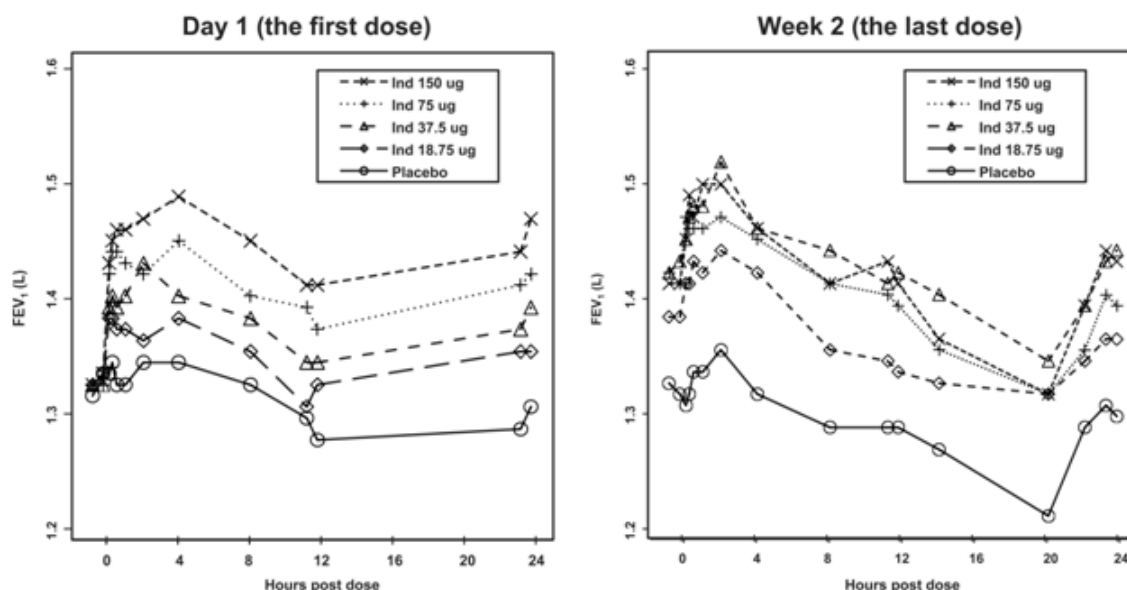 Day 1 (the first dose)
1.6
1.5
1.4
1.3
1.2
FEV₁ (L)
Ind 150 ug
Ind 75 ug
Ind 37.5 ug
Ind 18.75 ug
Placebo
0 4 8 12 16 20 24
Hours post dose
Week 2 (the last dose)
1.6
1.5
1.4
1.3
1.2
FEV₁ (L)
Ind 150 ug
Ind 75 ug
Ind 37.5 ug
Ind 18.75 ug
Placebo
0 4 8 12 16 20 24
Hours post dose